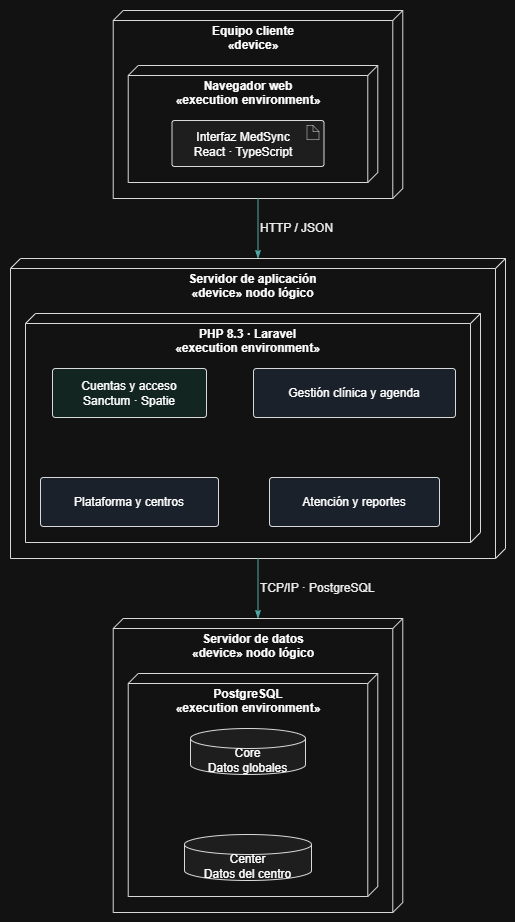 Equipo cliente
«device»
Navegador web
«execution environment»
Interfaz MedSync
React · TypeScript
HTTP / JSON
Servidor de aplicación
«device» nodo lógico
PHP 8.3 · Laravel
«execution environment»
Cuentas y acceso
Sanctum · Spatie
Gestión clínica y agenda
Plataforma y centros
Atención y reportes
TCP/IP · PostgreSQL
Servidor de datos
«device» nodo lógico
PostgreSQL
«execution environment»
Core
Datos globales
Center
Datos del centro